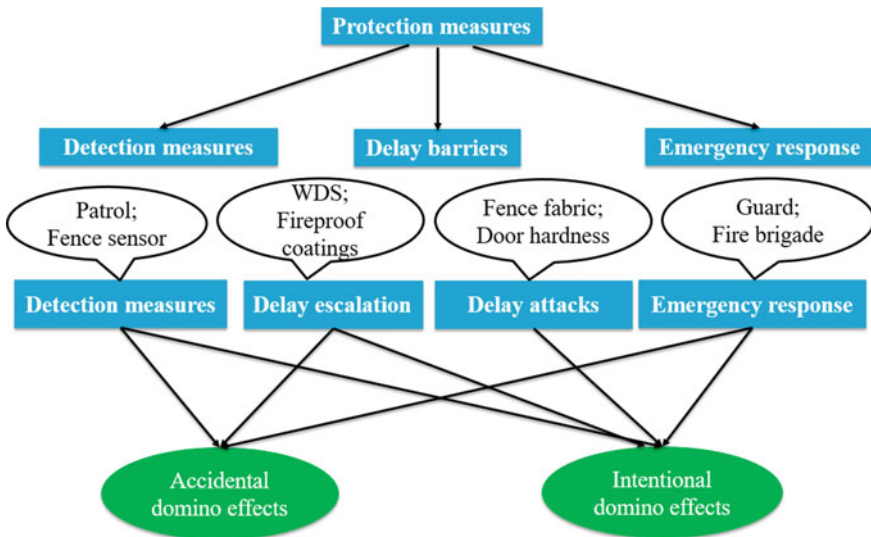 Protection measures
Detection measures
Delay barriers
Emergency response
Patrol;
Fence sensor
WDS;
Fireproof
coatings
Fence fabric;
Door hardness
Guard;
Fire brigade
Detection measures
Delay escalation
Delay attacks
Emergency response
Accidental
domino effects
Intentional
domino effects